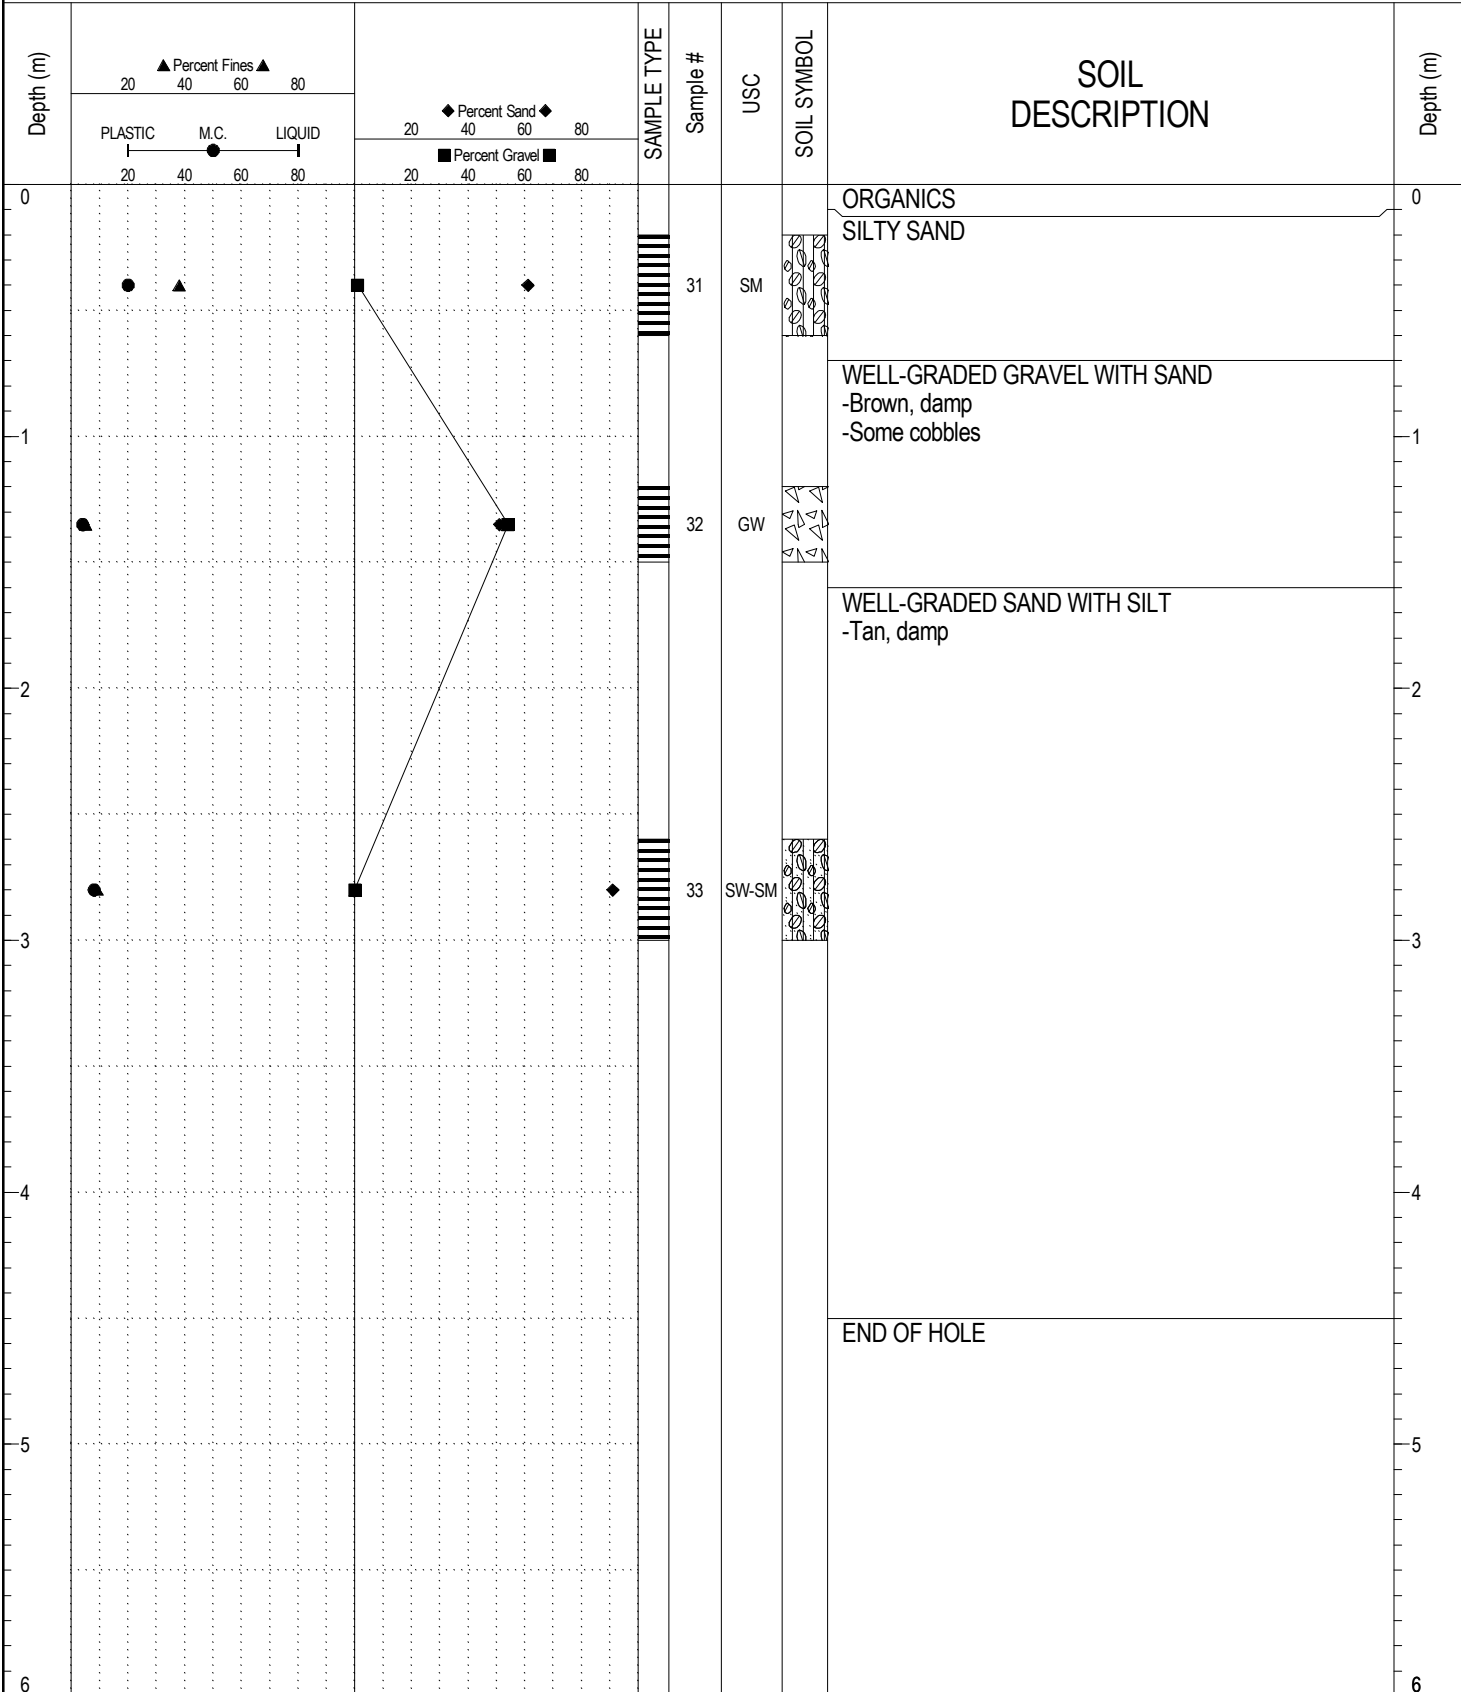 Depth (m)
▲ Percent Fines ▲
20 40 60 80
PLASTIC M.C. LIQUID
20 40 60 80
◆ Percent Sand ◆
20 40 60 80
■ Percent Gravel ■
20 40 60 80
SAMPLE TYPE
Sample #
USC
SOIL SYMBOL
SOIL
DESCRIPTION
Depth (m)
0 ORGANICS 0
SILTY SAND
31 SM
WELL-GRADED GRAVEL WITH SAND
-Brown, damp
1 -Some cobbles 1
32 GW
WELL-GRADED SAND WITH SILT
-Tan, damp
2 2
33 SW-SM
3 3
4 4
END OF HOLE
5 5
6 6